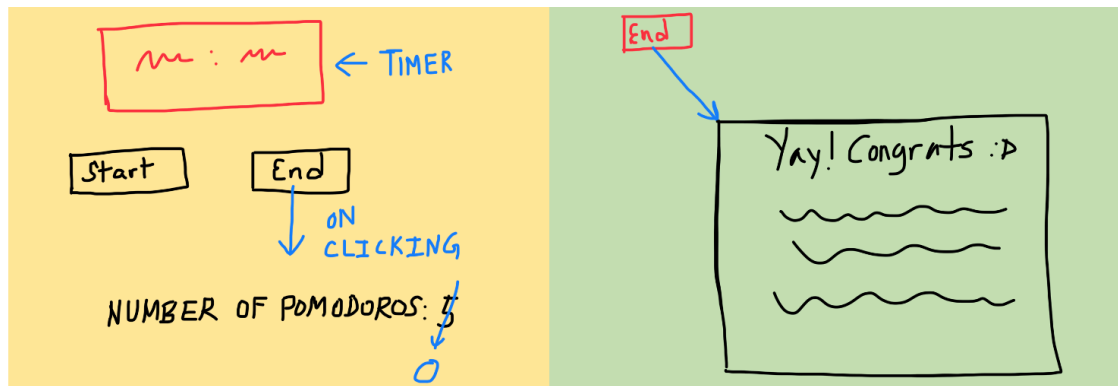 ← TIMER
Start
End
ON
CLICKING
NUMBER OF POMODOROS: 5
0
End
Yay! Congrats :D